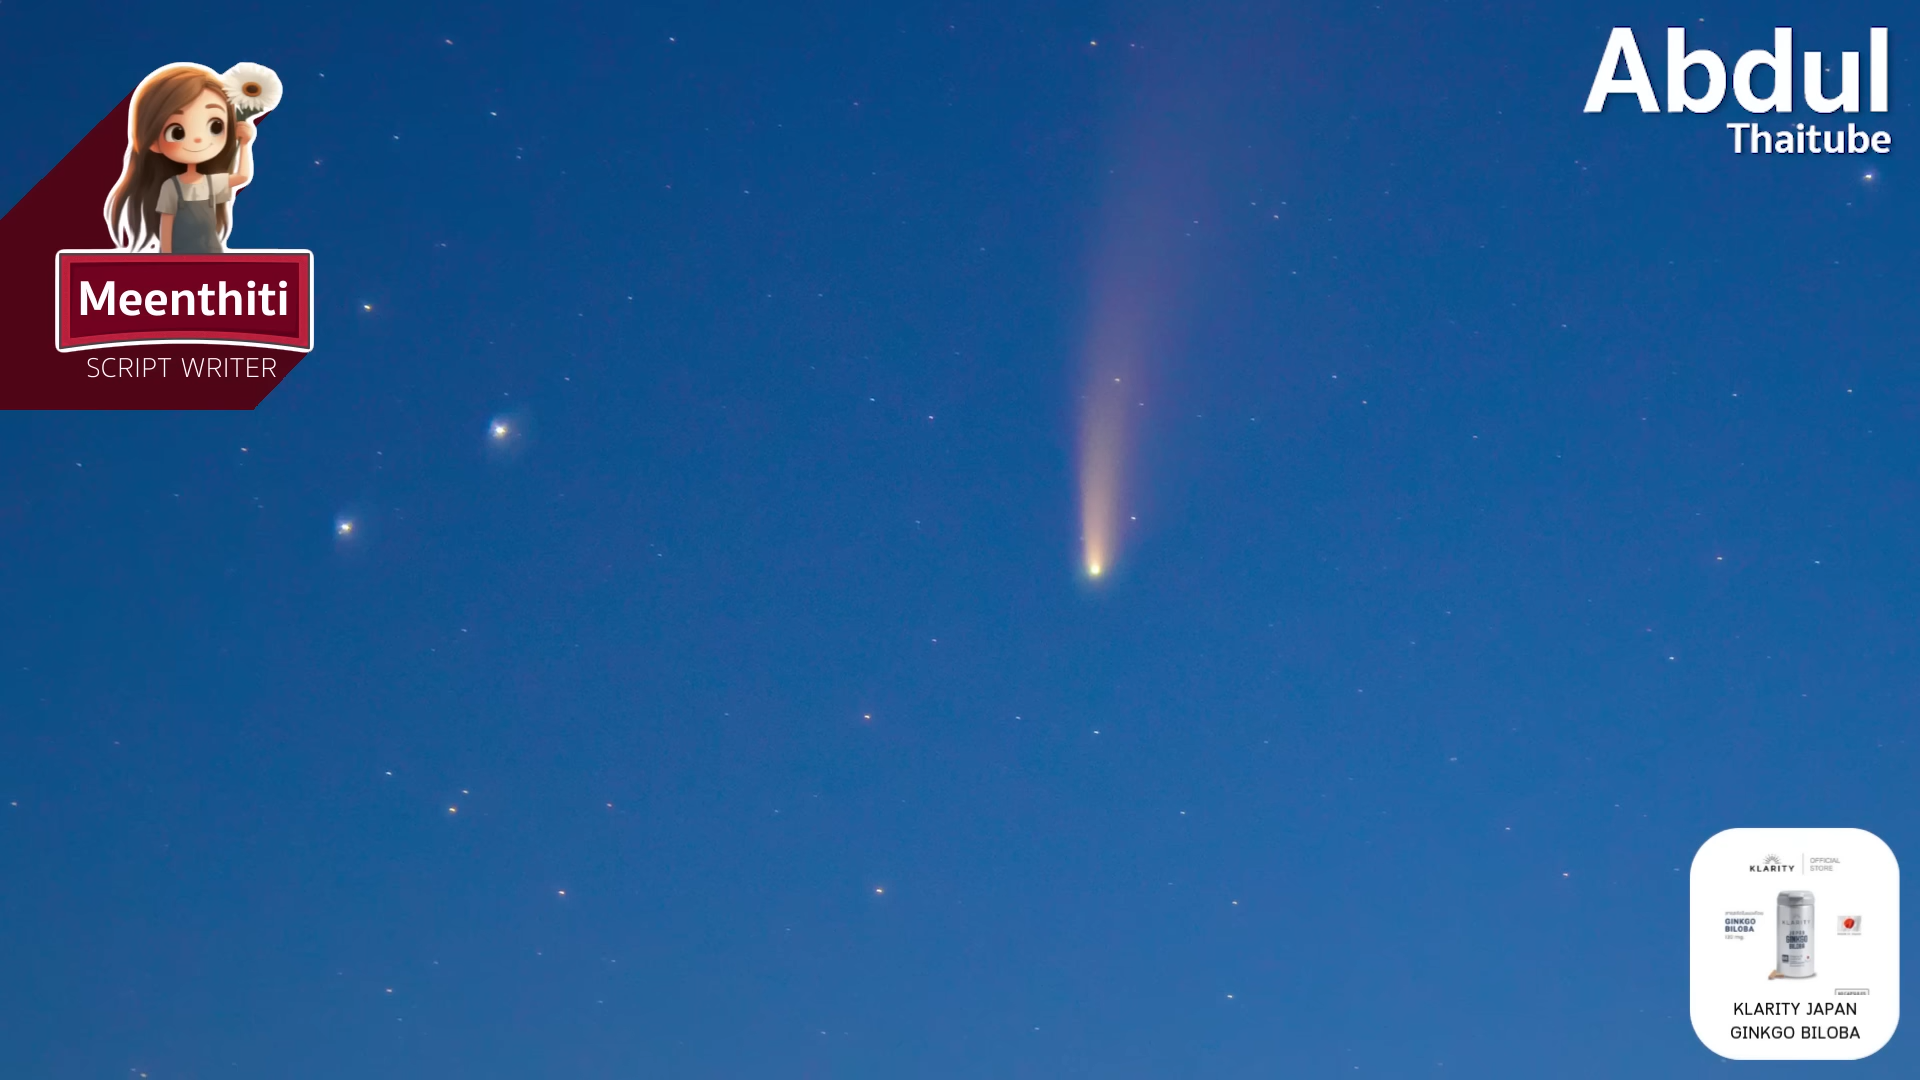 Abdul
Thaitube
Meenthiti
SCRIPT WRITER
KLARITY
OFFICIAL
STORE
GINKGO
BILOBA
KLARITY JAPAN
GINKGO BILOBA